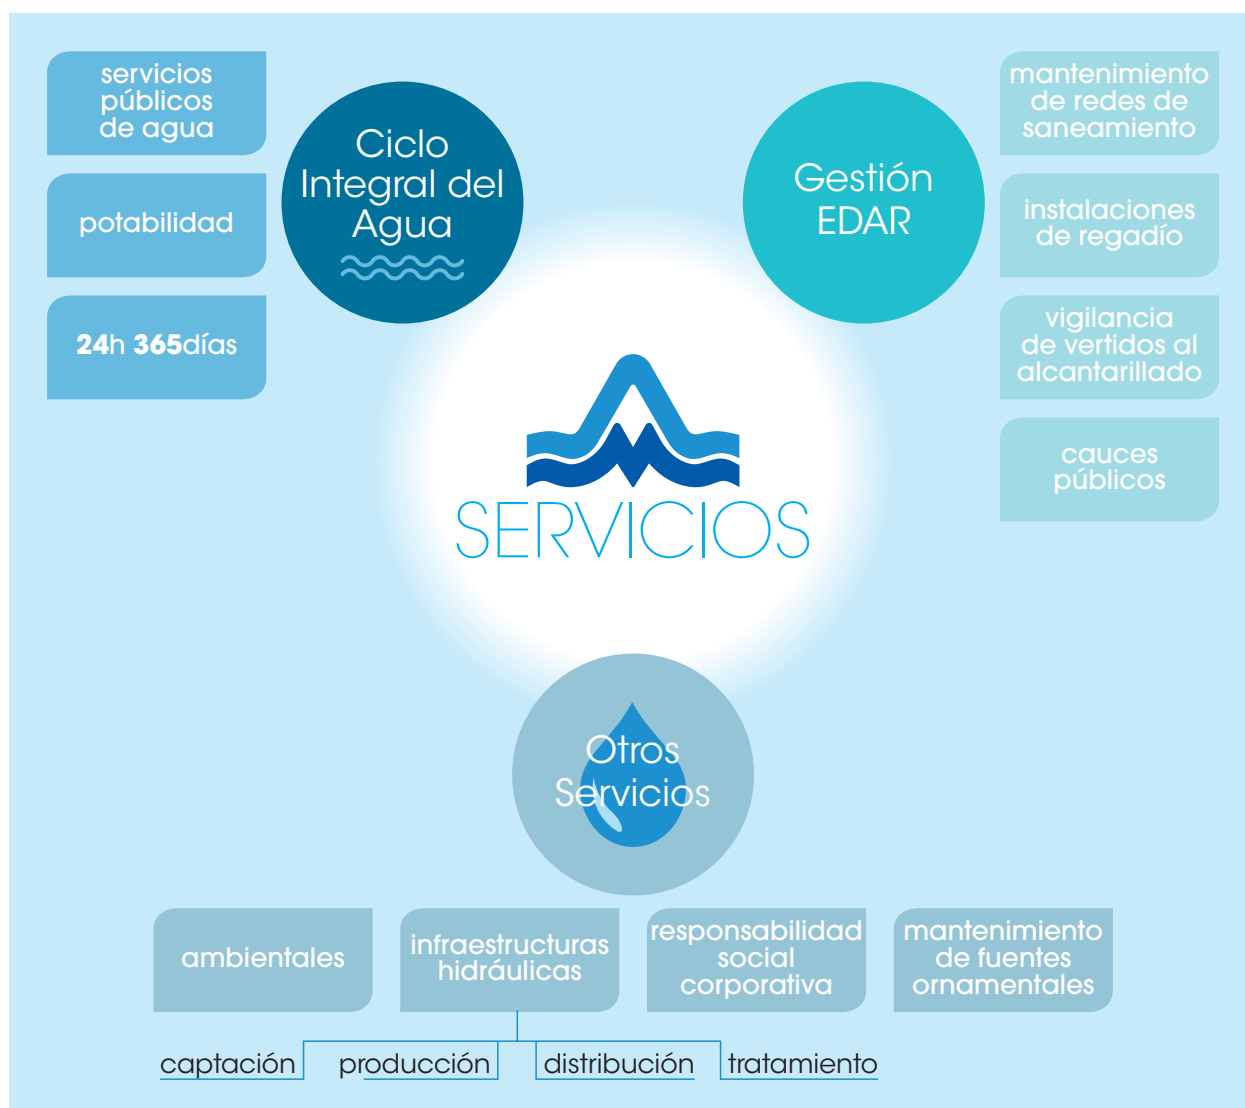 servicios
públicos
de agua
potabilidad
24h 365días
Ciclo
Integral del
Agua
Gestión
EDAR
mantenimiento
de redes de
saneamiento
instalaciones
de regadío
vigilancia
de vertidos al
alcantarillado
cauces
públicos
SERVICIOS
Otros
Servicios
ambientales
infraestructuras
hidráulicas
responsabilidad
social
corporativa
mantenimiento
de fuentes
ornamentales
captación
producción
distribución
tratamiento